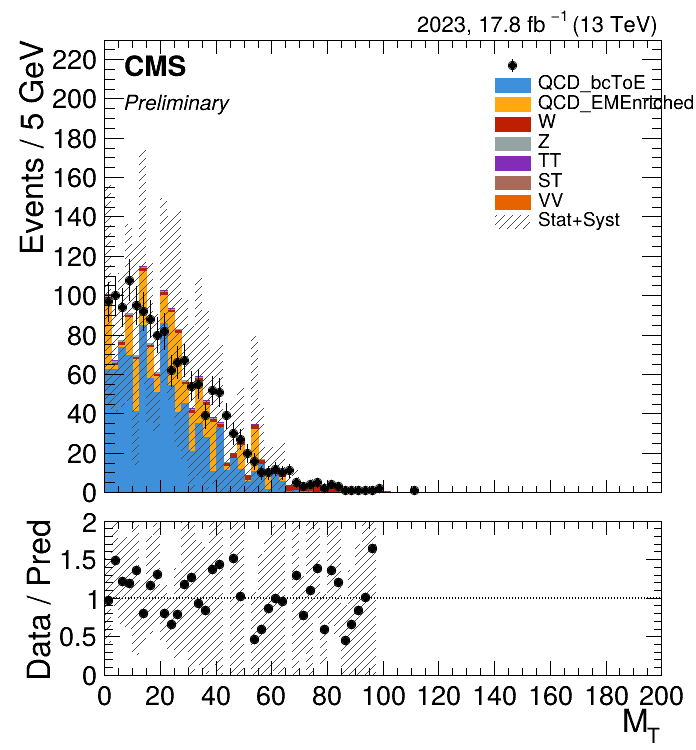 2023, 17.8 fb⁻¹ (13 TeV)
Events / 5 GeV
CMS
Preliminary
QCD_bcToE
QCD_EMEnriched
W
Z
TT
ST
VV
Stat+Syst
220
200
180
160
140
120
100
80
60
40
20
0
Data / Pred
2
1.5
1
0.5
0
0 20 40 60 80 100 120 140 160 180 200
M_T